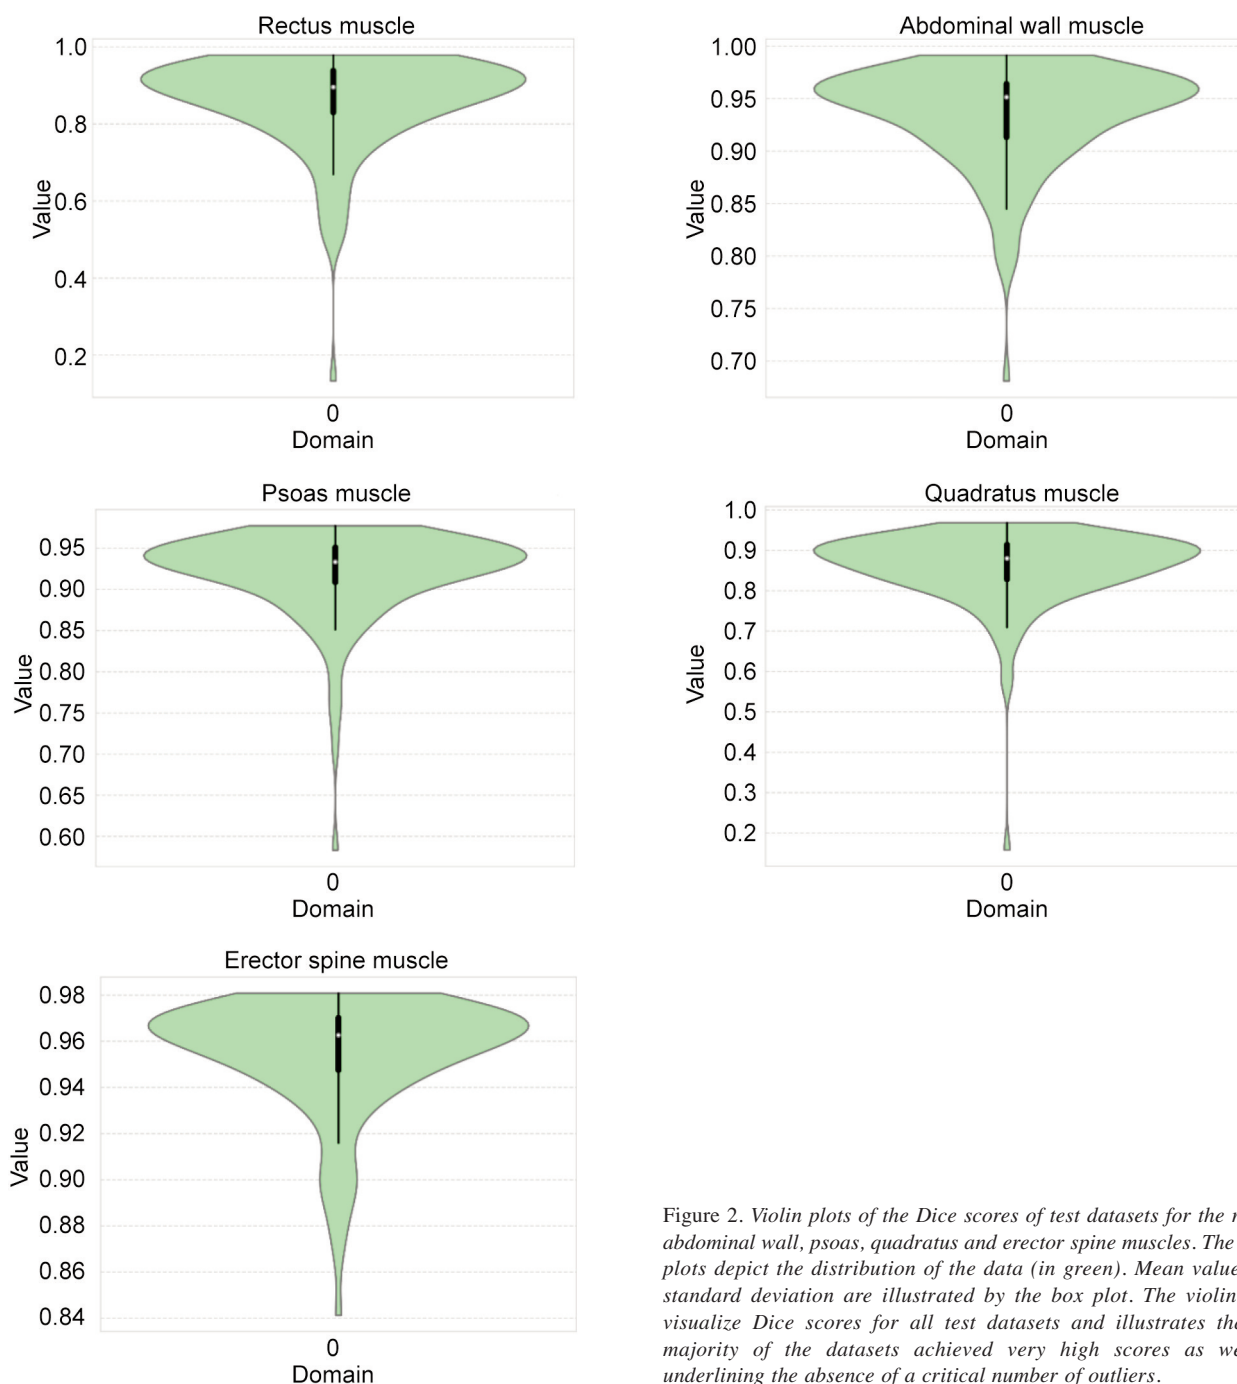 Rectus muscle
1.0
0.8
0.6
0.4
0.2
Value
0
Domain
Abdominal wall muscle
1.00
0.95
0.90
0.85
0.80
0.75
0.70
Value
0
Domain
Psoas muscle
0.95
0.90
0.85
0.80
0.75
0.70
0.65
0.60
Value
0
Domain
Quadratus muscle
1.0
0.9
0.8
0.7
0.6
0.5
0.4
0.3
0.2
Value
0
Domain
Erector spine muscle
0.98
0.96
0.94
0.92
0.90
0.88
0.86
0.84
Value
0
Domain
Figure 2. Violin plots of the Dice scores of test datasets for the
abdominal wall, psoas, quadratus and erector spine muscles. The
plots depict the distribution of the data (in green). Mean value
standard deviation are illustrated by the box plot. The violin
visualize Dice scores for all test datasets and illustrates
majority of the datasets achieved very high scores as
underlining the absence of a critical number of outliers.